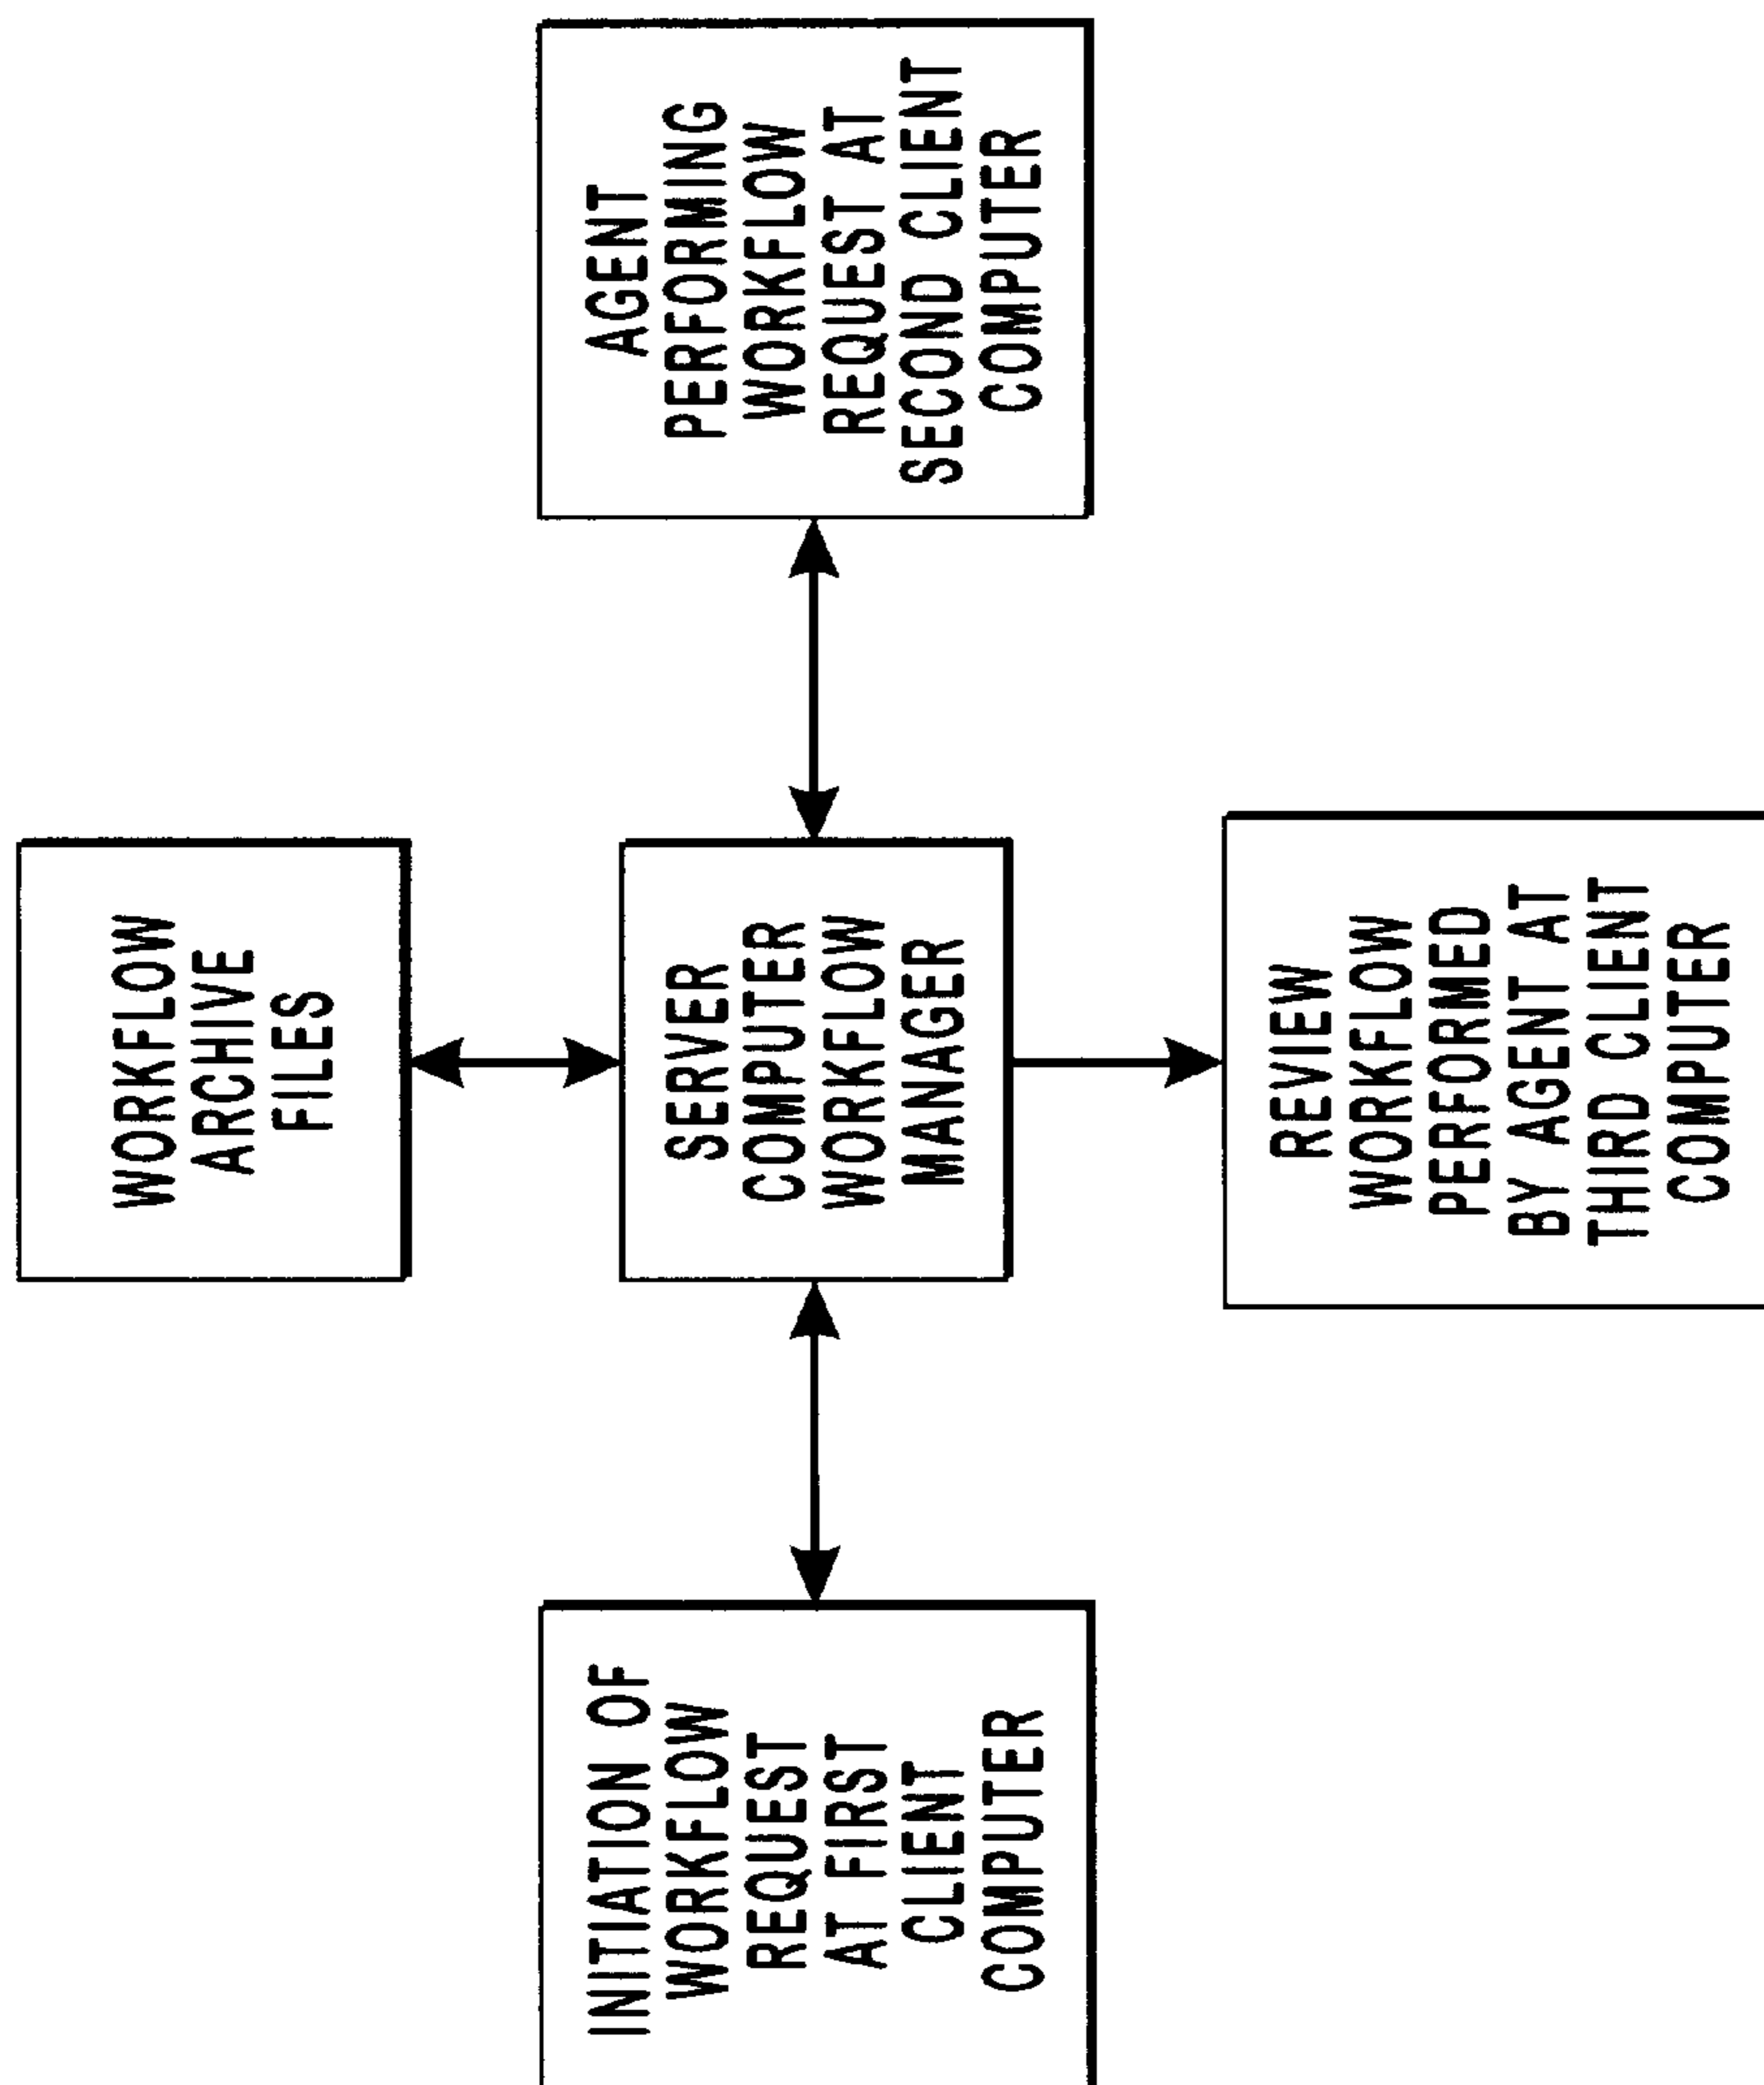 WORKFLOW
ARCHIVE
FILES
INITIATION OF
WORKFLOW
REQUEST
AT FIRST
CLIENT
COMPUTER
SERVER
COMPUTER
WORKFLOW
MANAGER
AGENT
PERFORMING
WORKFLOW
REQUEST AT
SECOND CLIENT
COMPUTER
REVIEW
WORKFLOW
PERFORMED
BY AGENT AT
THIRD CLIENT
COMPUTER